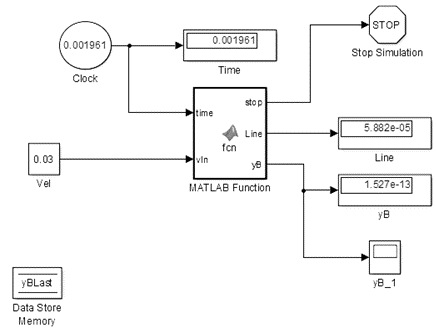 0.001961
Clock
0.001961
Time
STOP
Stop Simulation
time
vIn
fcn
stop
Line
yB
MATLAB Function
0.03
Vel
5.882e-05
Line
1.527e-13
yB
yB_1
yBLast
Data Store
Memory